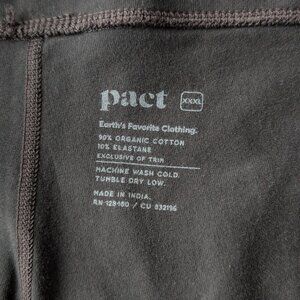 pact XXXL
Earth's Favorite Clothing.
90% ORGANIC COTTON
10% ELASTANE
EXCLUSIVE OF TRIM
MACHINE WASH COLD.
TUMBLE DRY LOW.
MADE IN INDIA.
RN 128480 / CU 832196